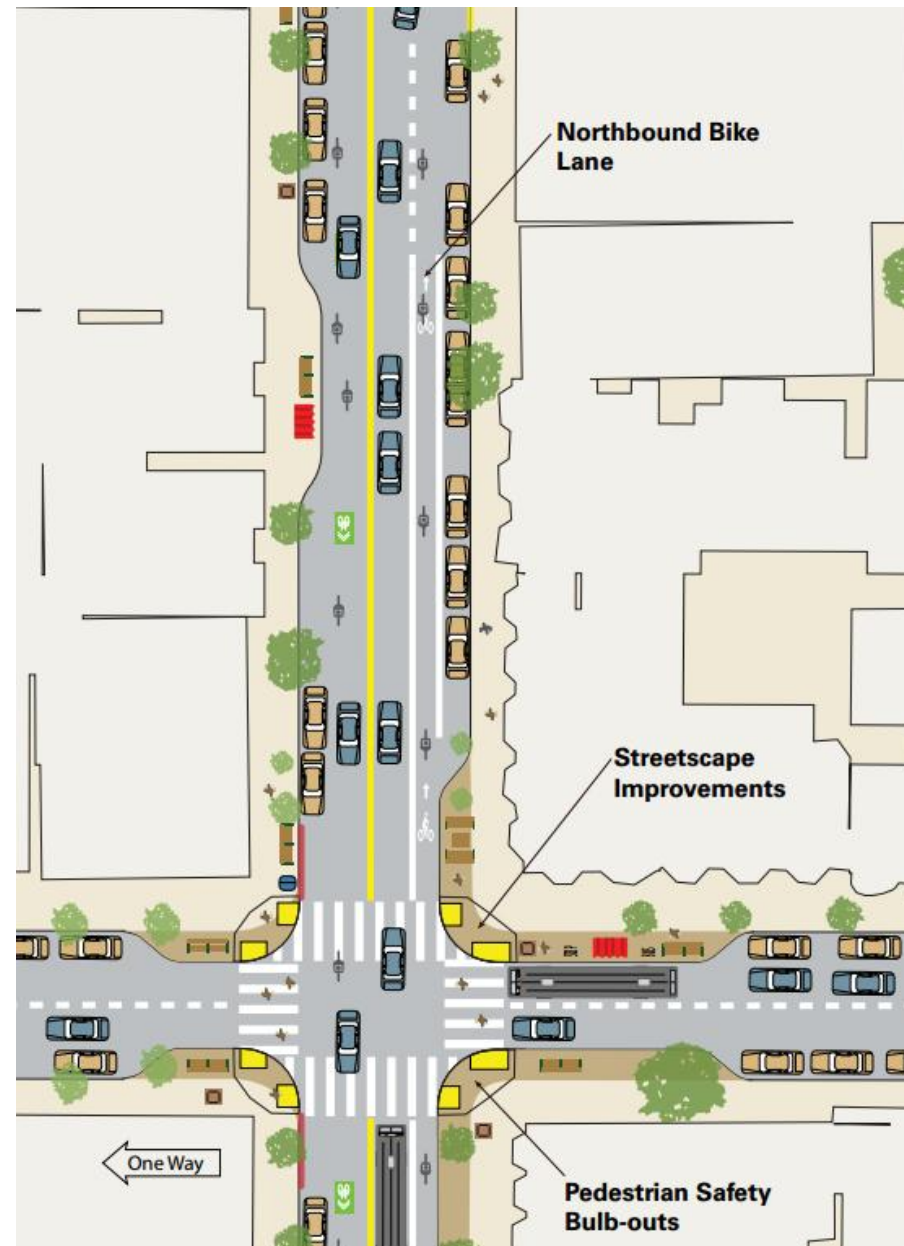 Northbound Bike
Lane
Streetscape
Improvements
One Way
Pedestrian Safety
Bulb-outs